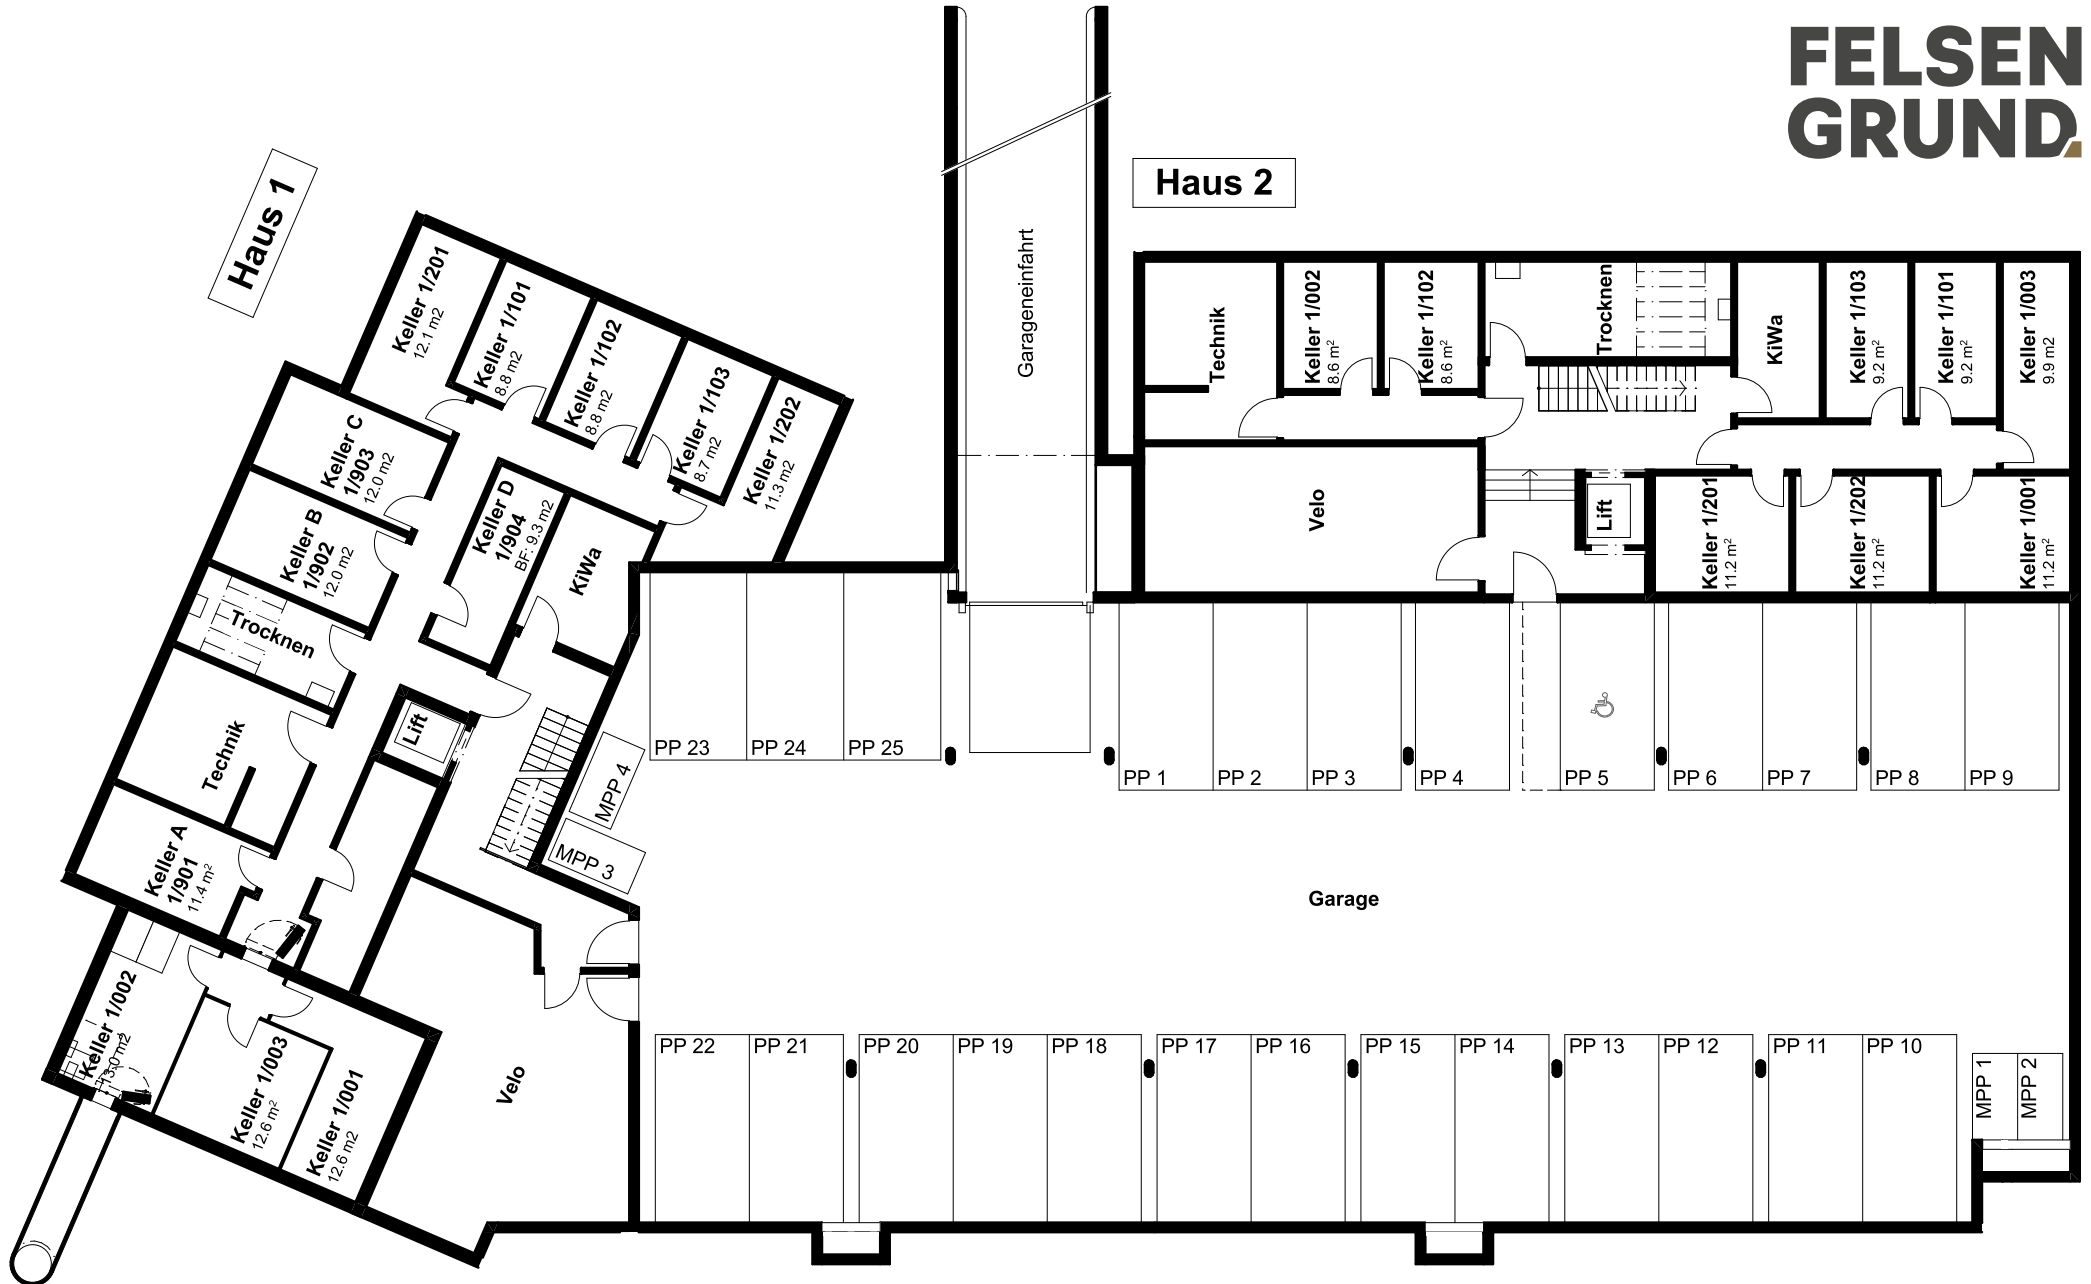 FELSEN
GRUND
Haus 1
Haus 2
Garageneinfahrt
Keller 1/201
12.1 m2
Keller 1/101
8.8 m2
Keller 1/102
8.8 m2
Keller 1/103
8.7 m2
Keller 1/202
11.3 m2
Keller C
1/903
12.0 m2
Keller B
1/902
12.0 m2
Keller D
1/904
BF: 9.3 m2
KiWa
Trocknen
Technik
Lift
Keller A
1/901
11.4 m²
Keller 1/002
13.0 m2
Keller 1/003
12.6 m²
Keller 1/001
12.6 m2
Velo
MPP 4
MPP 3
Technik
Keller 1/002
8.6 m²
Keller 1/102
8.6 m²
Trocknen
KiWa
Keller 1/103
9.2 m²
Keller 1/101
9.2 m²
Keller 1/003
9.9 m2
Velo
Lift
Keller 1/201
11.2 m²
Keller 1/202
11.2 m²
Keller 1/001
11.2 m²
PP 23
PP 24
PP 25
PP 1
PP 2
PP 3
PP 4
PP 5
PP 6
PP 7
PP 8
PP 9
Garage
PP 22
PP 21
PP 20
PP 19
PP 18
PP 17
PP 16
PP 15
PP 14
PP 13
PP 12
PP 11
PP 10
MPP 1
MPP 2